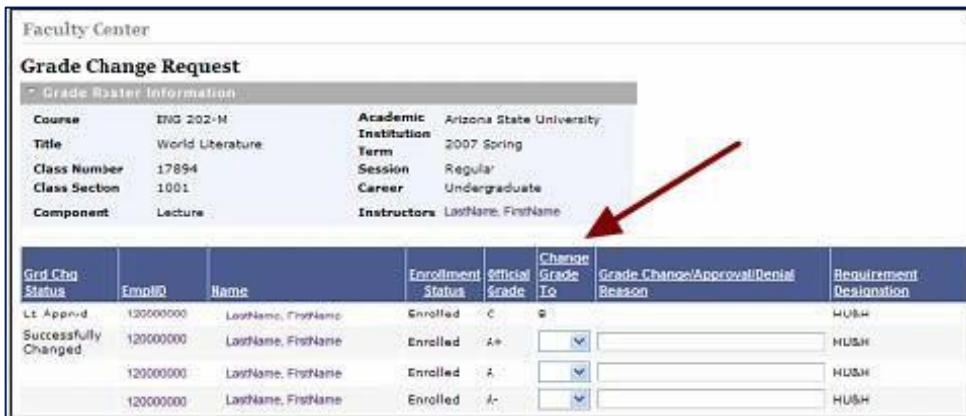 Faculty Center
Grade Change Request
Grade Roster Information
Course ENG 202-M Academic Institution Arizona State University
Title World Literature Term 2007 Spring
Class Number 17894 Session Regular
Class Section 1001 Career Undergraduate
Component Lecture Instructors LastName, FirstName
Grd Chg Status EmplID Name Enrollment Status Official Grade Change Grade To Grade Change/Approval/Denial Reason Requirement Designation
120000000 LastName, FirstName Enrolled C B HU&H
Successfully Changed 120000000 LastName, FirstName Enrolled A+ HU&H
120000000 LastName, FirstName Enrolled A HU&H
120000000 LastName, FirstName Enrolled A- HU&H